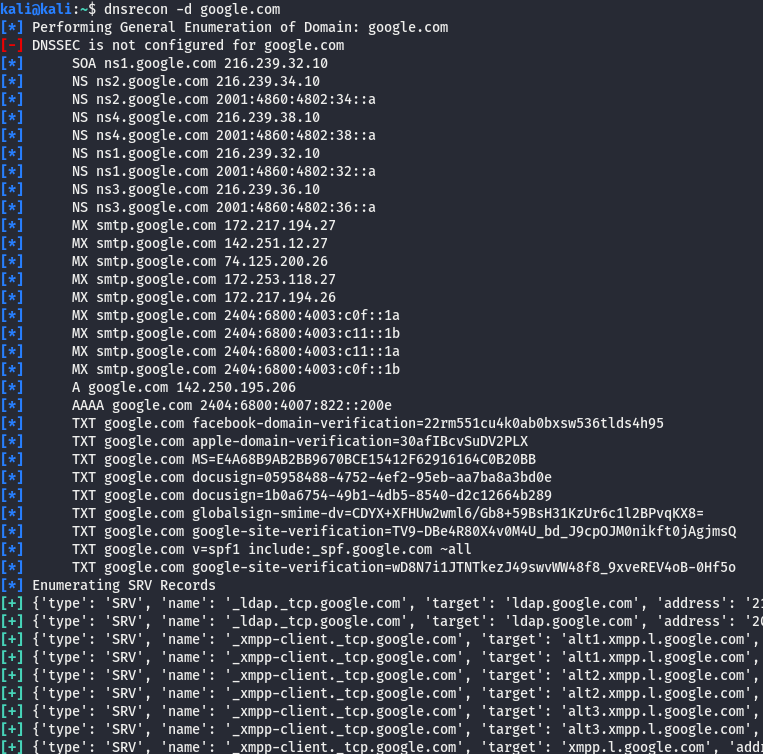 kali@kali:~$ dnsrecon -d google.com
[*] Performing General Enumeration of Domain: google.com
[-] DNSSEC is not configured for google.com
[*] SOA ns1.google.com 216.239.32.10
[*] NS ns2.google.com 216.239.34.10
[*] NS ns2.google.com 2001:4860:4802:34::a
[*] NS ns4.google.com 216.239.38.10
[*] NS ns4.google.com 2001:4860:4802:38::a
[*] NS ns1.google.com 216.239.32.10
[*] NS ns1.google.com 2001:4860:4802:32::a
[*] NS ns3.google.com 216.239.36.10
[*] NS ns3.google.com 2001:4860:4802:36::a
[*] MX smtp.google.com 172.217.194.27
[*] MX smtp.google.com 142.251.12.27
[*] MX smtp.google.com 74.125.200.26
[*] MX smtp.google.com 172.253.118.27
[*] MX smtp.google.com 172.217.194.26
[*] MX smtp.google.com 2404:6800:4003:c0f::1a
[*] MX smtp.google.com 2404:6800:4003:c11::1b
[*] MX smtp.google.com 2404:6800:4003:c11::1a
[*] MX smtp.google.com 2404:6800:4003:c0f::1b
[*] A google.com 142.250.195.206
[*] AAAA google.com 2404:6800:4007:822::200e
[*] TXT google.com facebook-domain-verification=22rm551cu4k0ab0bxsw536tlds4h95
[*] TXT google.com apple-domain-verification=30afIBcvSuDV2PLX
[*] TXT google.com MS=E4A68B9AB2BB9670BCE15412F62916164C0B20BB
[*] TXT google.com docusign=05958488-4752-4ef2-95eb-aa7ba8a3bd0e
[*] TXT google.com docusign=1b0a6754-49b1-4db5-8540-d2c12664b289
[*] TXT google.com globalsign-smime-dv=CDYX+XFHUw2wml6/Gb8+59BsH31KzUr6c1l2BPvqKX8=
[*] TXT google.com google-site-verification=TV9-DBe4R80X4v0M4U_bd_J9cpOJM0nikft0jAgjmsQ
[*] TXT google.com v=spf1 include:_spf.google.com ~all
[*] TXT google.com google-site-verification=wD8N7i1JTNTkezJ49swvWW48f8_9xveREV4oB-0Hf5o
[*] Enumerating SRV Records
[+] {'type': 'SRV', 'name': '_ldap._tcp.google.com', 'target': 'ldap.google.com', 'address': '21
[+] {'type': 'SRV', 'name': '_ldap._tcp.google.com', 'target': 'ldap.google.com', 'address': '20
[+] {'type': 'SRV', 'name': '_xmpp-client._tcp.google.com', 'target': 'alt1.xmpp.l.google.com',
[+] {'type': 'SRV', 'name': '_xmpp-client._tcp.google.com', 'target': 'alt1.xmpp.l.google.com',
[+] {'type': 'SRV', 'name': '_xmpp-client._tcp.google.com', 'target': 'alt2.xmpp.l.google.com',
[+] {'type': 'SRV', 'name': '_xmpp-client._tcp.google.com', 'target': 'alt2.xmpp.l.google.com',
[+] {'type': 'SRV', 'name': '_xmpp-client._tcp.google.com', 'target': 'alt3.xmpp.l.google.com',
[+] {'type': 'SRV', 'name': '_xmpp-client._tcp.google.com', 'target': 'alt3.xmpp.l.google.com',
[+] {'type': 'SRV', 'name': '_xmpp-client._tcp.google.com', 'target': 'xmpp.l.google.com', 'add